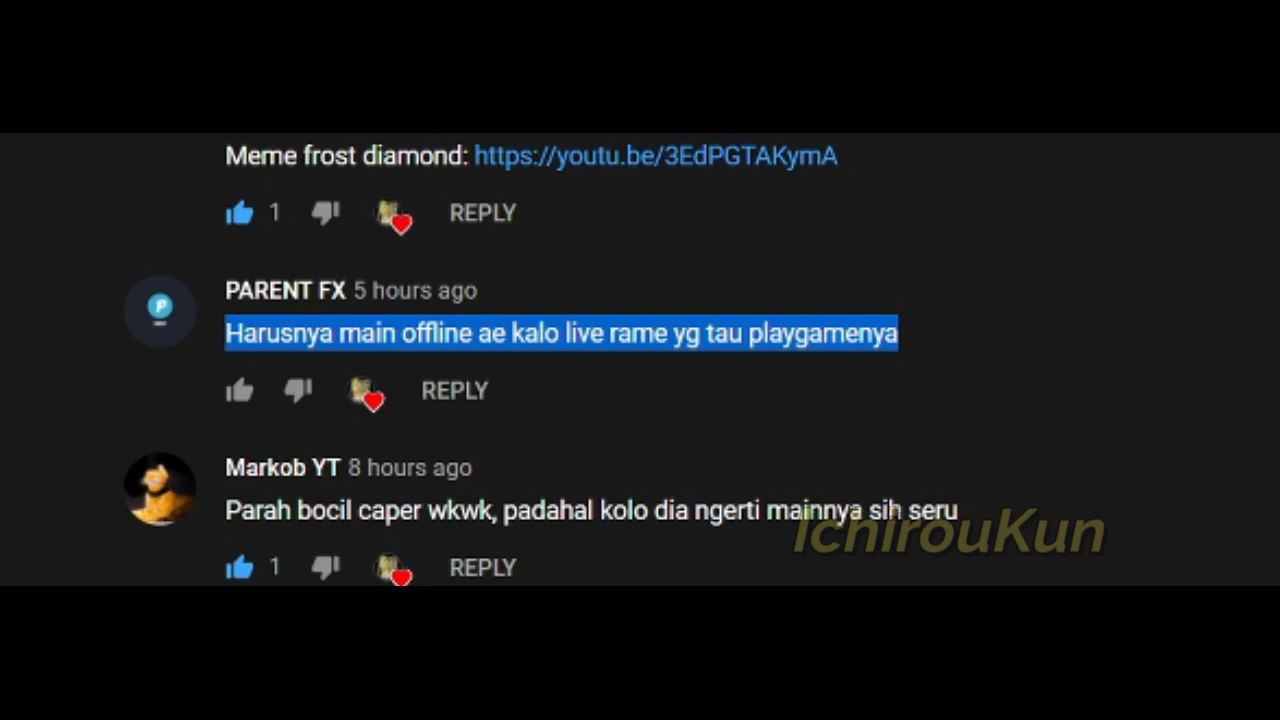 Meme frost diamond: https://youtu.be/3EdPGTAKymA
1 REPLY
PARENT FX 5 hours ago
Harusnya main offline ae kalo live rame yg tau playgamenya
REPLY
Markob YT 8 hours ago
Parah bocil caper wkwk, padahal kolo dia ngerti mainnya sih seru
IchirouKun
1 REPLY